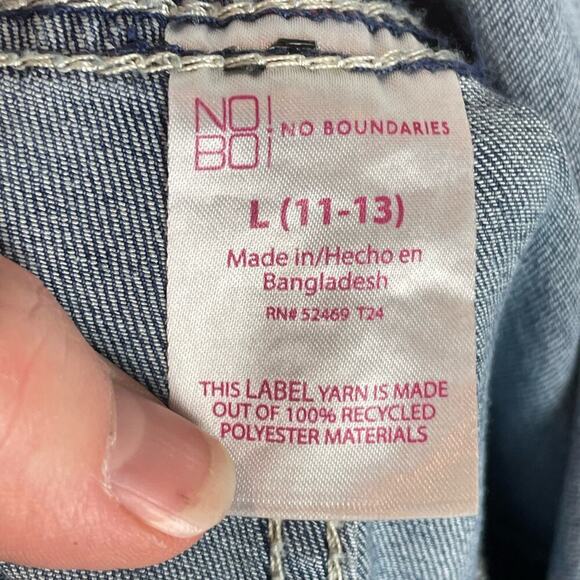 NO!
BO! NO BOUNDARIES
L (11-13)
Made in/Hecho en
Bangladesh
RN# 52469 T24
THIS LABEL YARN IS MADE
OUT OF 100% RECYCLED
POLYESTER MATERIALS